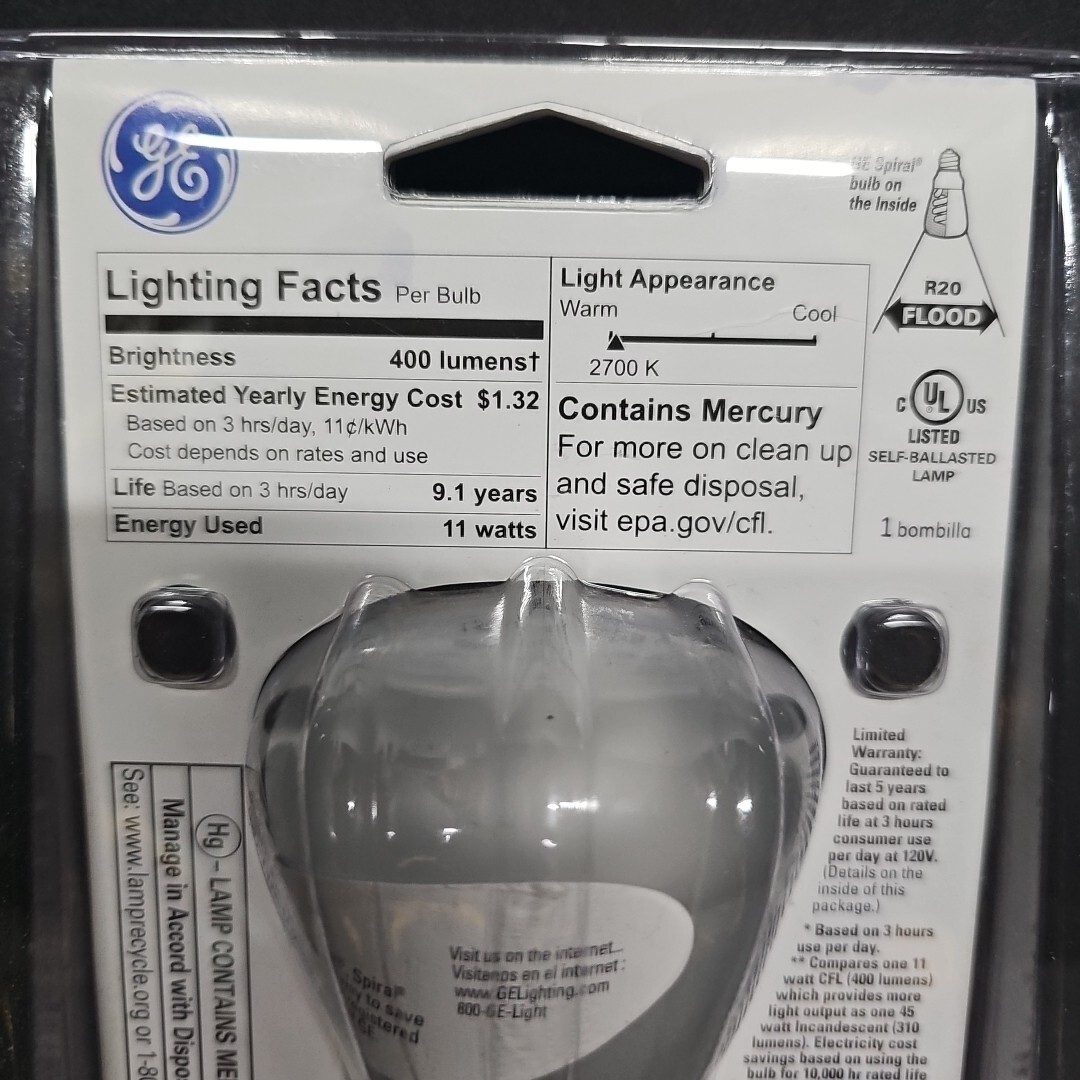 GE
GE Spiral®
bulb on
the Inside
R20
FLOOD
Lighting Facts Per Bulb
Brightness 400 lumens†
Estimated Yearly Energy Cost $1.32
Based on 3 hrs/day, 11¢/kWh
Cost depends on rates and use
Life Based on 3 hrs/day 9.1 years
Energy Used 11 watts
Light Appearance
Warm Cool
2700 K
Contains Mercury
For more on clean up
and safe disposal,
visit epa.gov/cfl.
C UL US
LISTED
SELF-BALLASTED
LAMP
1 bombilla
Hg – LAMP CONTAINS ME
Manage in Accord with Dispo
See: www.lamprecycle.org or 1-80
Visit us on the internet...
Visítenos en el internet:
www.GELighting.com
800-GE-Light
Spiral®
to save
GE
Limited
Warranty:
Guaranteed to
last 5 years
based on rated
life at 3 hours
consumer use
per day at 120V.
(Details on the
inside of this
package.)
* Based on 3 hours
use per day.
** Compares one 11
watt CFL (400 lumens)
which provides more
light output as one 45
watt Incandescent (310
lumens). Electricity cost
savings based on using the
bulb for 10,000 hr rated life